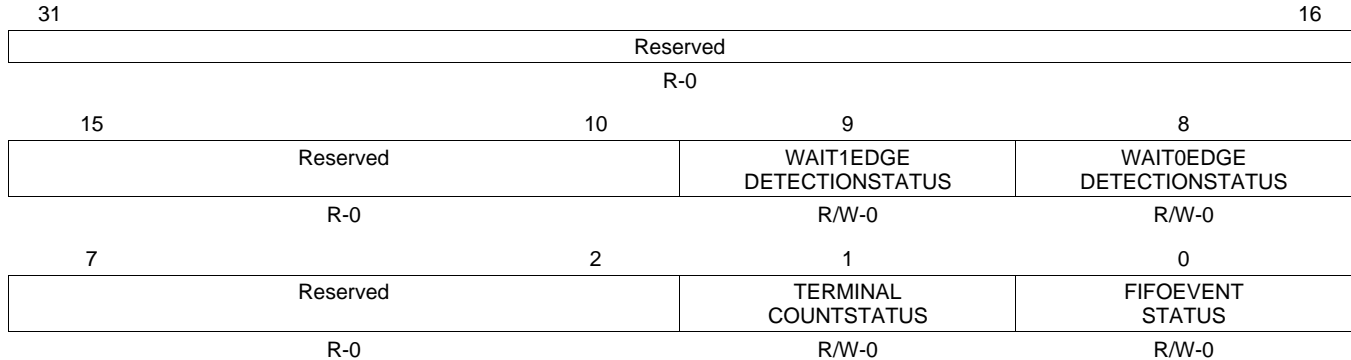 31 16
Reserved
R-0
15 10 9 8
Reserved WAIT1EDGE WAIT0EDGE
DETECTIONSTATUS DETECTIONSTATUS
R-0 R/W-0 R/W-0
7 2 1 0
Reserved TERMINAL FIFOEVENT
COUNTSTATUS STATUS
R-0 R/W-0 R/W-0